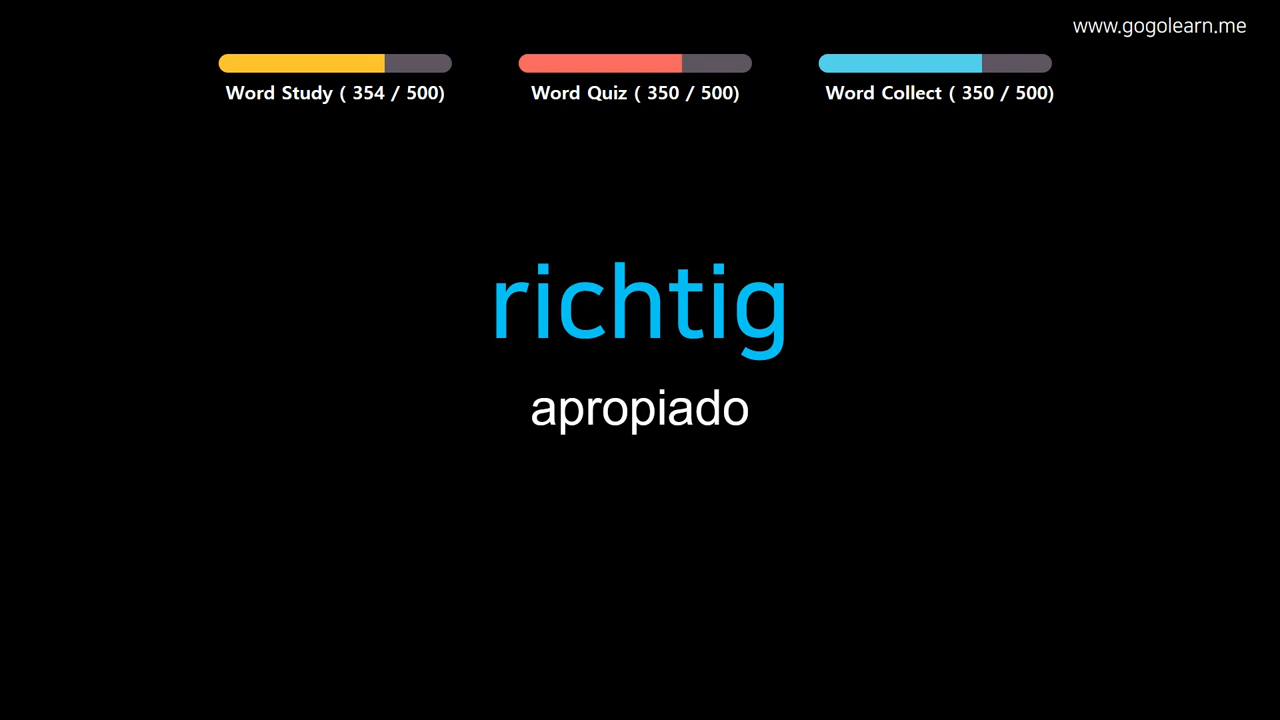 www.gogolearn.me
Word Study ( 354 / 500)
Word Quiz ( 350 / 500)
Word Collect ( 350 / 500)
richtig
apropiado